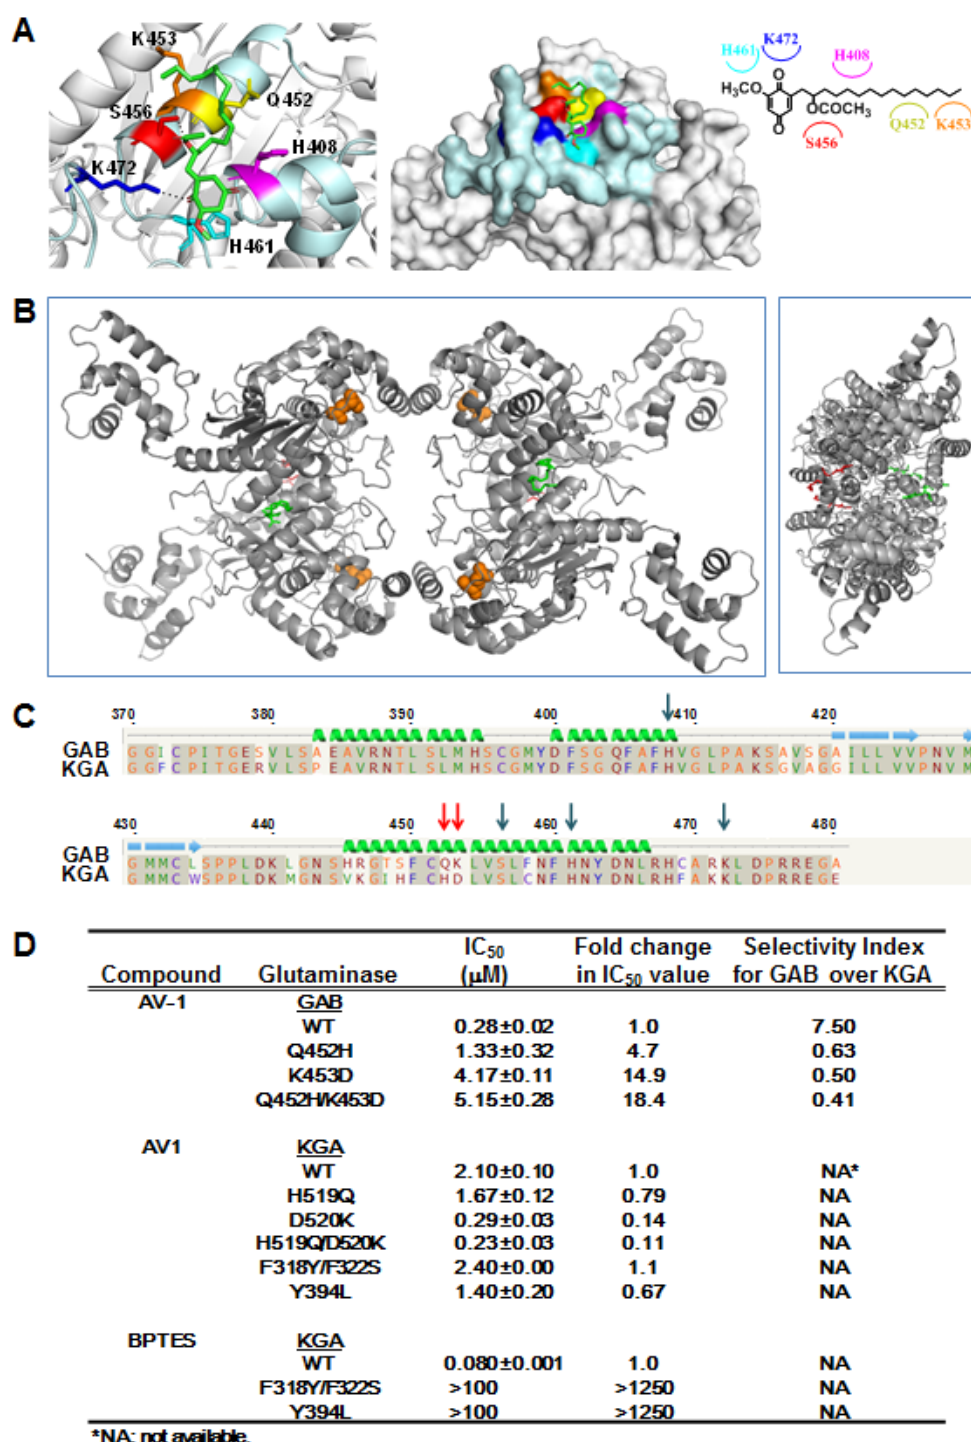 A
K453
S456
Q452
H408
K472
H461
H461
K472
H408
H₃CO
O
O
OCOCH₃
S456
Q452
K453
B
C
370 380 390 400 410 420
GAB GGICPITGESVLSAEAVRNTLSLMHSCGMYDFSGQFAFHVGLPAKSAVSGAILLVVPNVM
KGA GGFCPITGERVLSPEAVRNTLSLMHSCGMYDFSGQFAFHVGLPAKSGVAGGILLVVPNVM
430 440 450 460 470 480
GAB GMMCLSPPLDKLGNSHRGTSFCQKLVSLFNFHNYDNLRHCARKLDPRREGA
KGA GMMCWSPPLDKMGNSVKGIHFCHDLVSLCNFHNYDNLRHFAKKLDPRREGE
D
Compound Glutaminase IC₅₀ (μM) Fold change in IC₅₀ value Selectivity Index for GAB over KGA
AV-1 GAB
WT 0.28±0.02 1.0 7.50
Q452H 1.33±0.32 4.7 0.63
K453D 4.17±0.11 14.9 0.50
Q452H/K453D 5.15±0.28 18.4 0.41
AV1 KGA
WT 2.10±0.10 1.0 NA*
H519Q 1.67±0.12 0.79 NA
D520K 0.29±0.03 0.14 NA
H519Q/D520K 0.23±0.03 0.11 NA
F318Y/F322S 2.40±0.00 1.1 NA
Y394L 1.40±0.20 0.67 NA
BPTES KGA
WT 0.080±0.001 1.0 NA
F318Y/F322S >100 >1250 NA
Y394L >100 >1250 NA
*NA: not available.